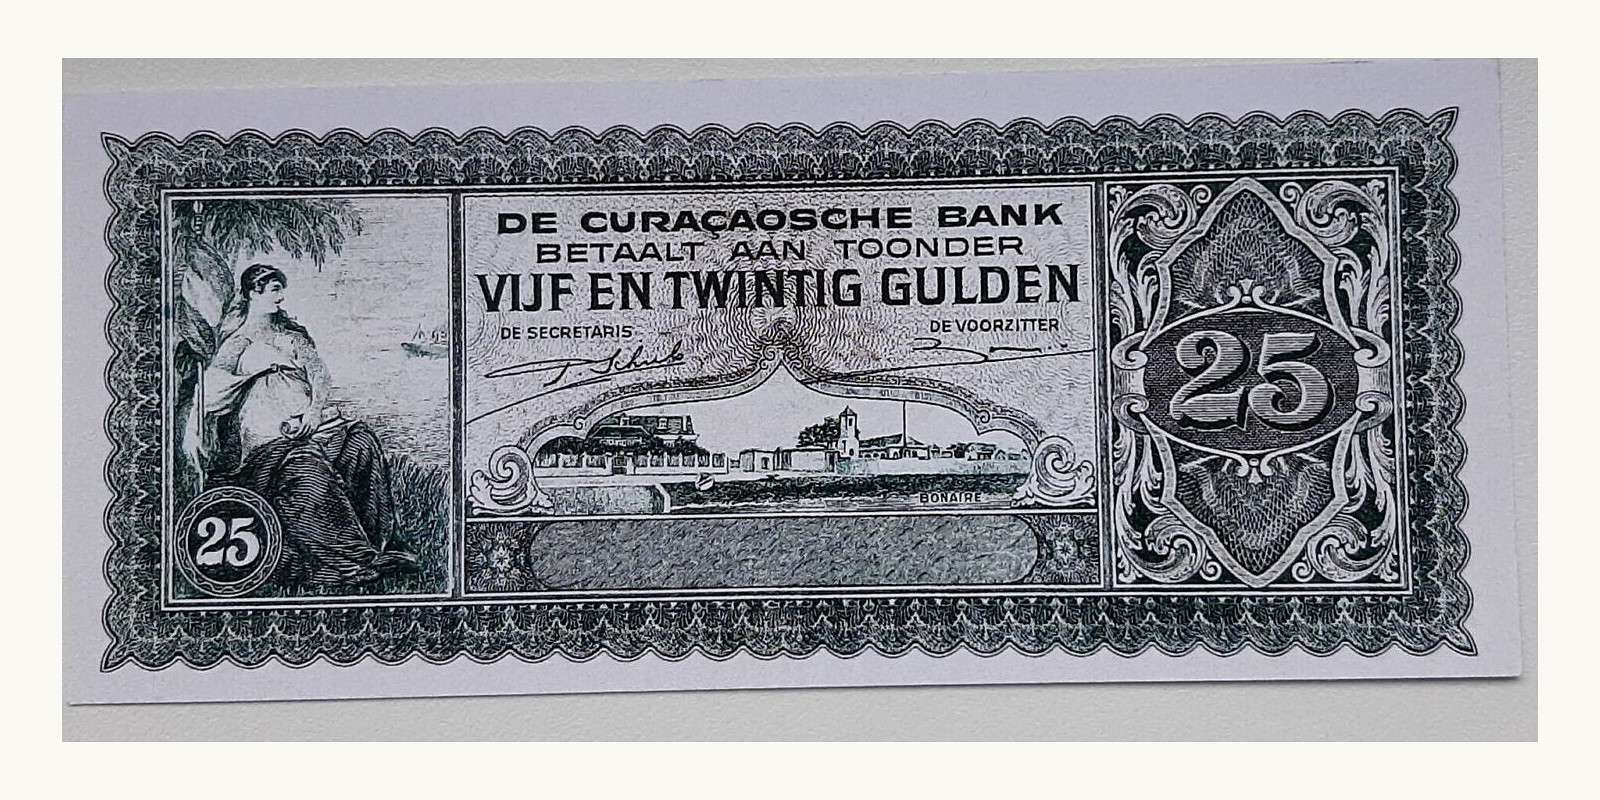 DE CURAÇAOSCHE BANK
BETAALT AAN TOONDER
VIJF EN TWINTIG GULDEN
DE SECRETARIS
DE VOORZITTER
BONAIRE
25
25